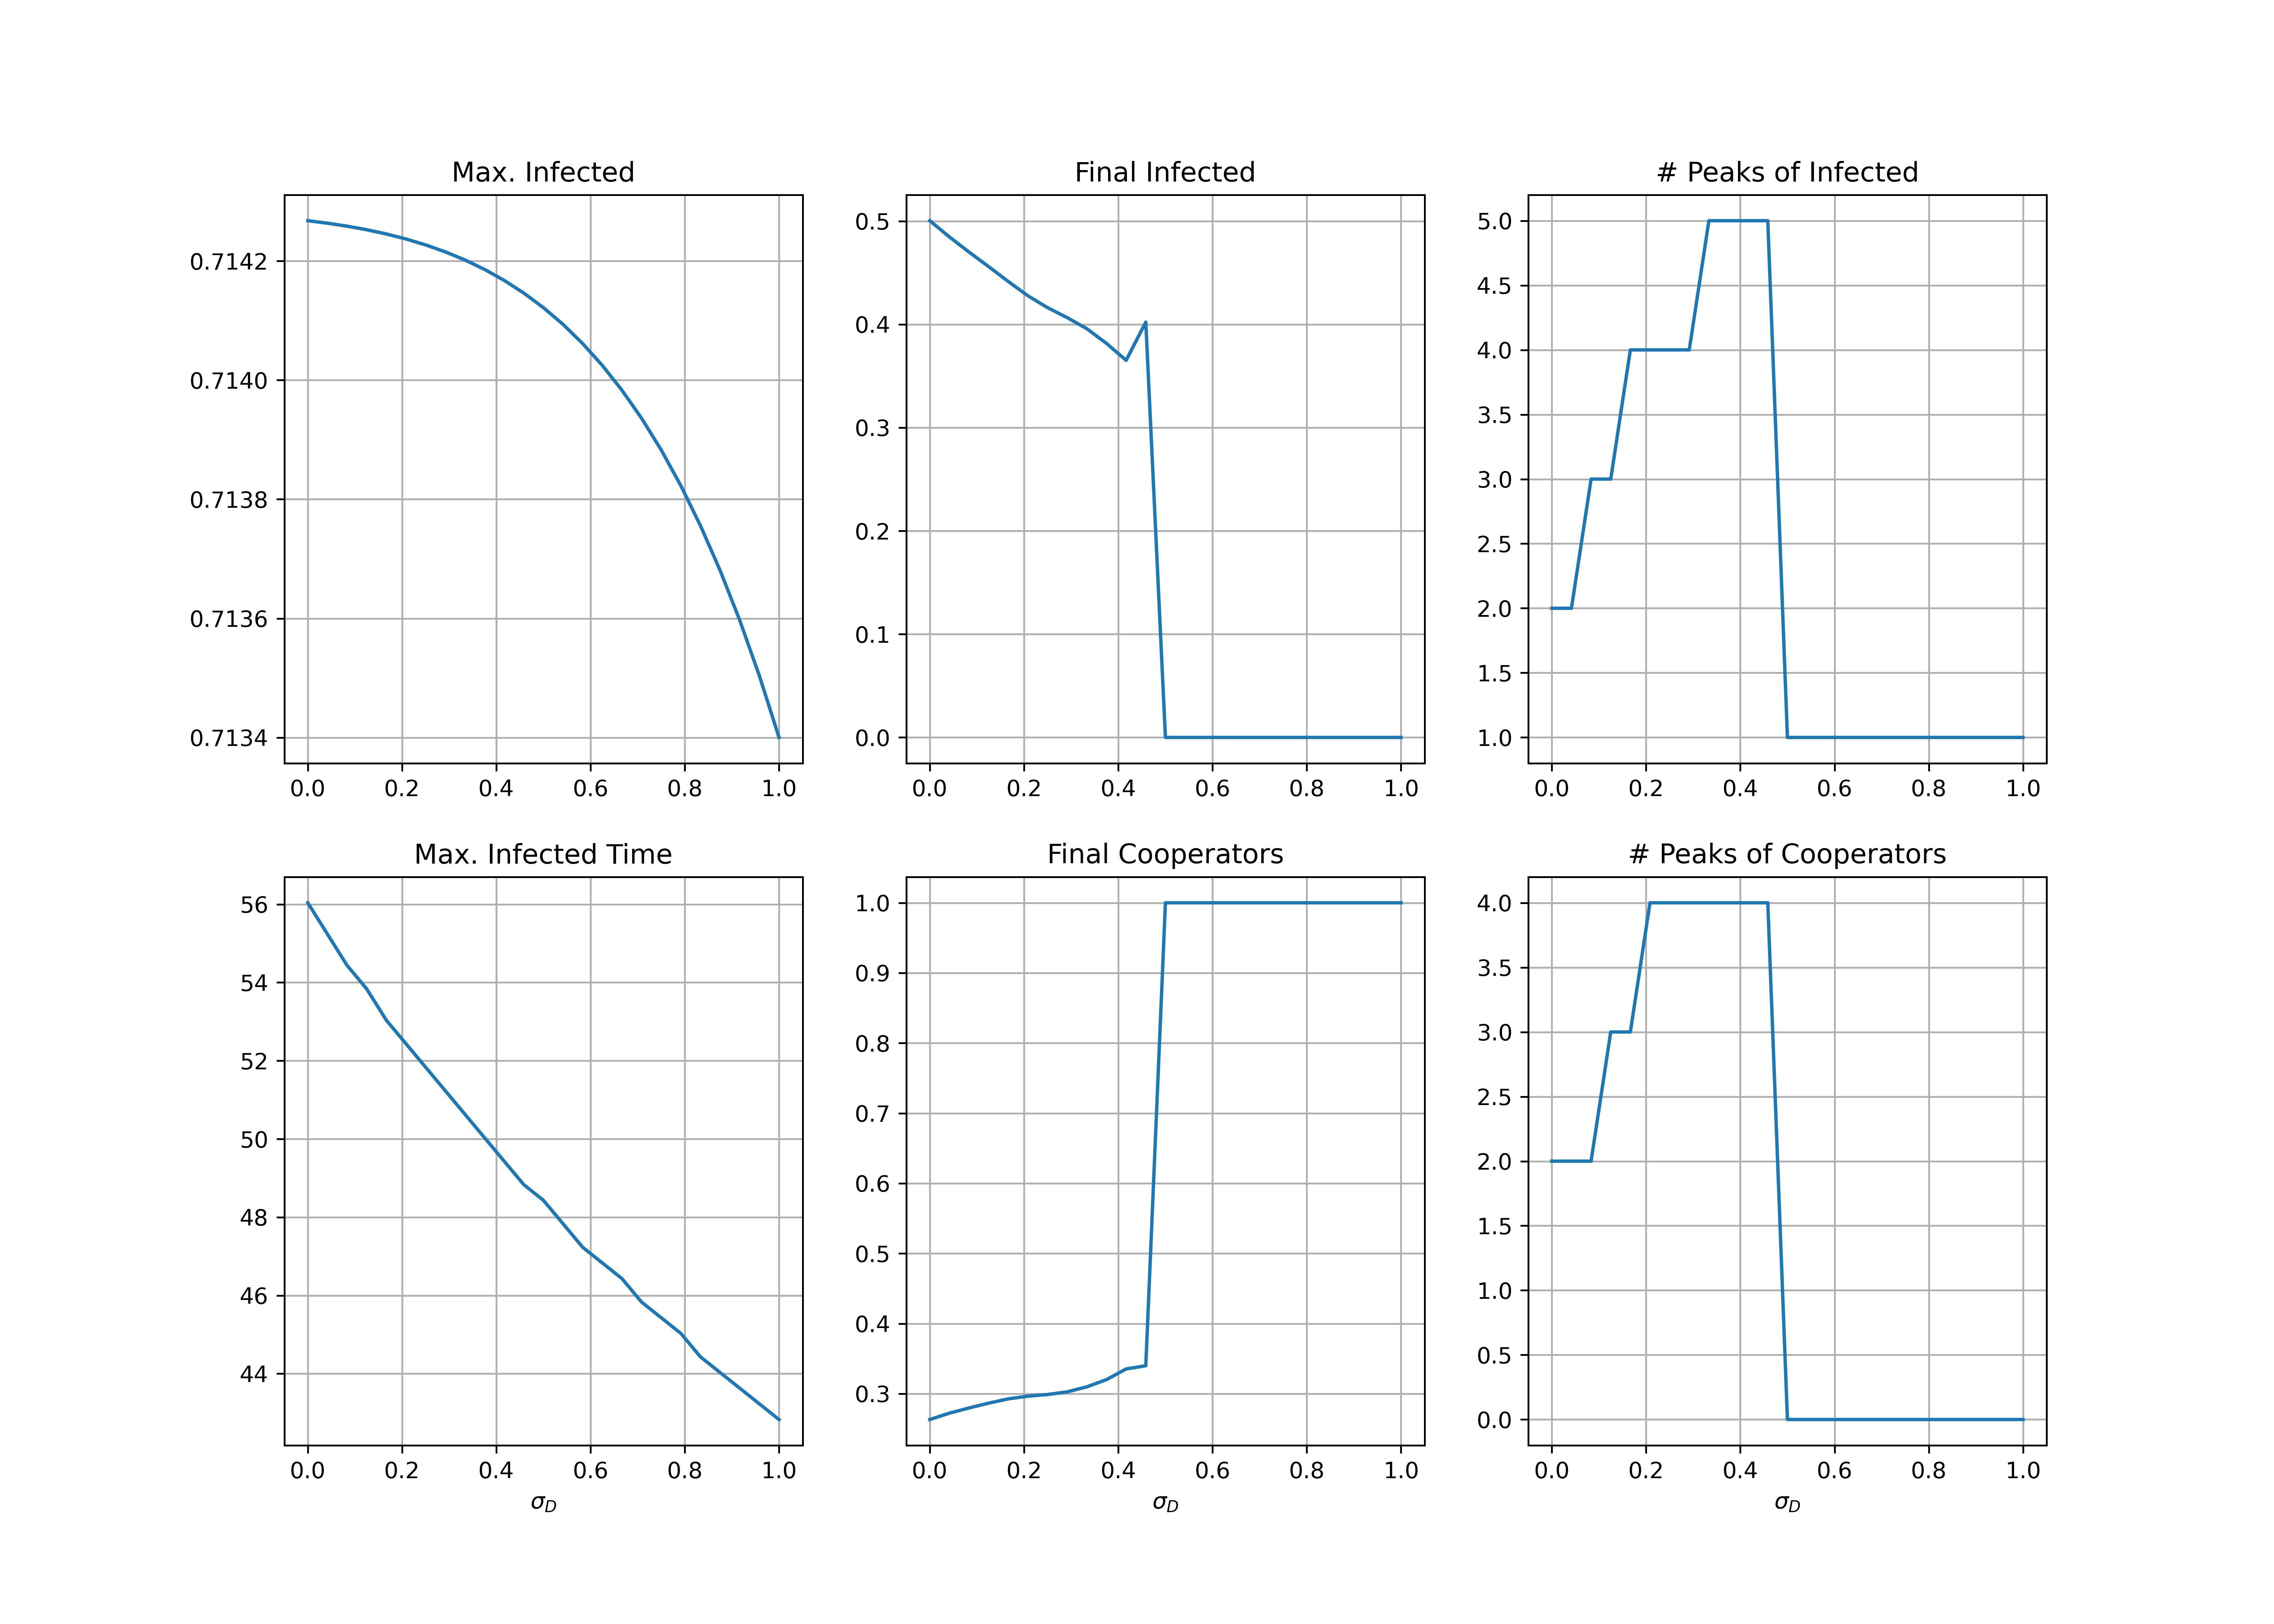 Max. Infected
0.7142
0.7140
0.7138
0.7136
0.7134
0.0 0.2 0.4 0.6 0.8 1.0
Final Infected
0.5
0.4
0.3
0.2
0.1
0.0
0.0 0.2 0.4 0.6 0.8 1.0
# Peaks of Infected
5.0
4.5
4.0
3.5
3.0
2.5
2.0
1.5
1.0
0.0 0.2 0.4 0.6 0.8 1.0
Max. Infected Time
56
54
52
50
48
46
44
0.0 0.2 0.4 0.6 0.8 1.0
σD
Final Cooperators
1.0
0.9
0.8
0.7
0.6
0.5
0.4
0.3
0.0 0.2 0.4 0.6 0.8 1.0
σD
# Peaks of Cooperators
4.0
3.5
3.0
2.5
2.0
1.5
1.0
0.5
0.0
0.0 0.2 0.4 0.6 0.8 1.0
σD